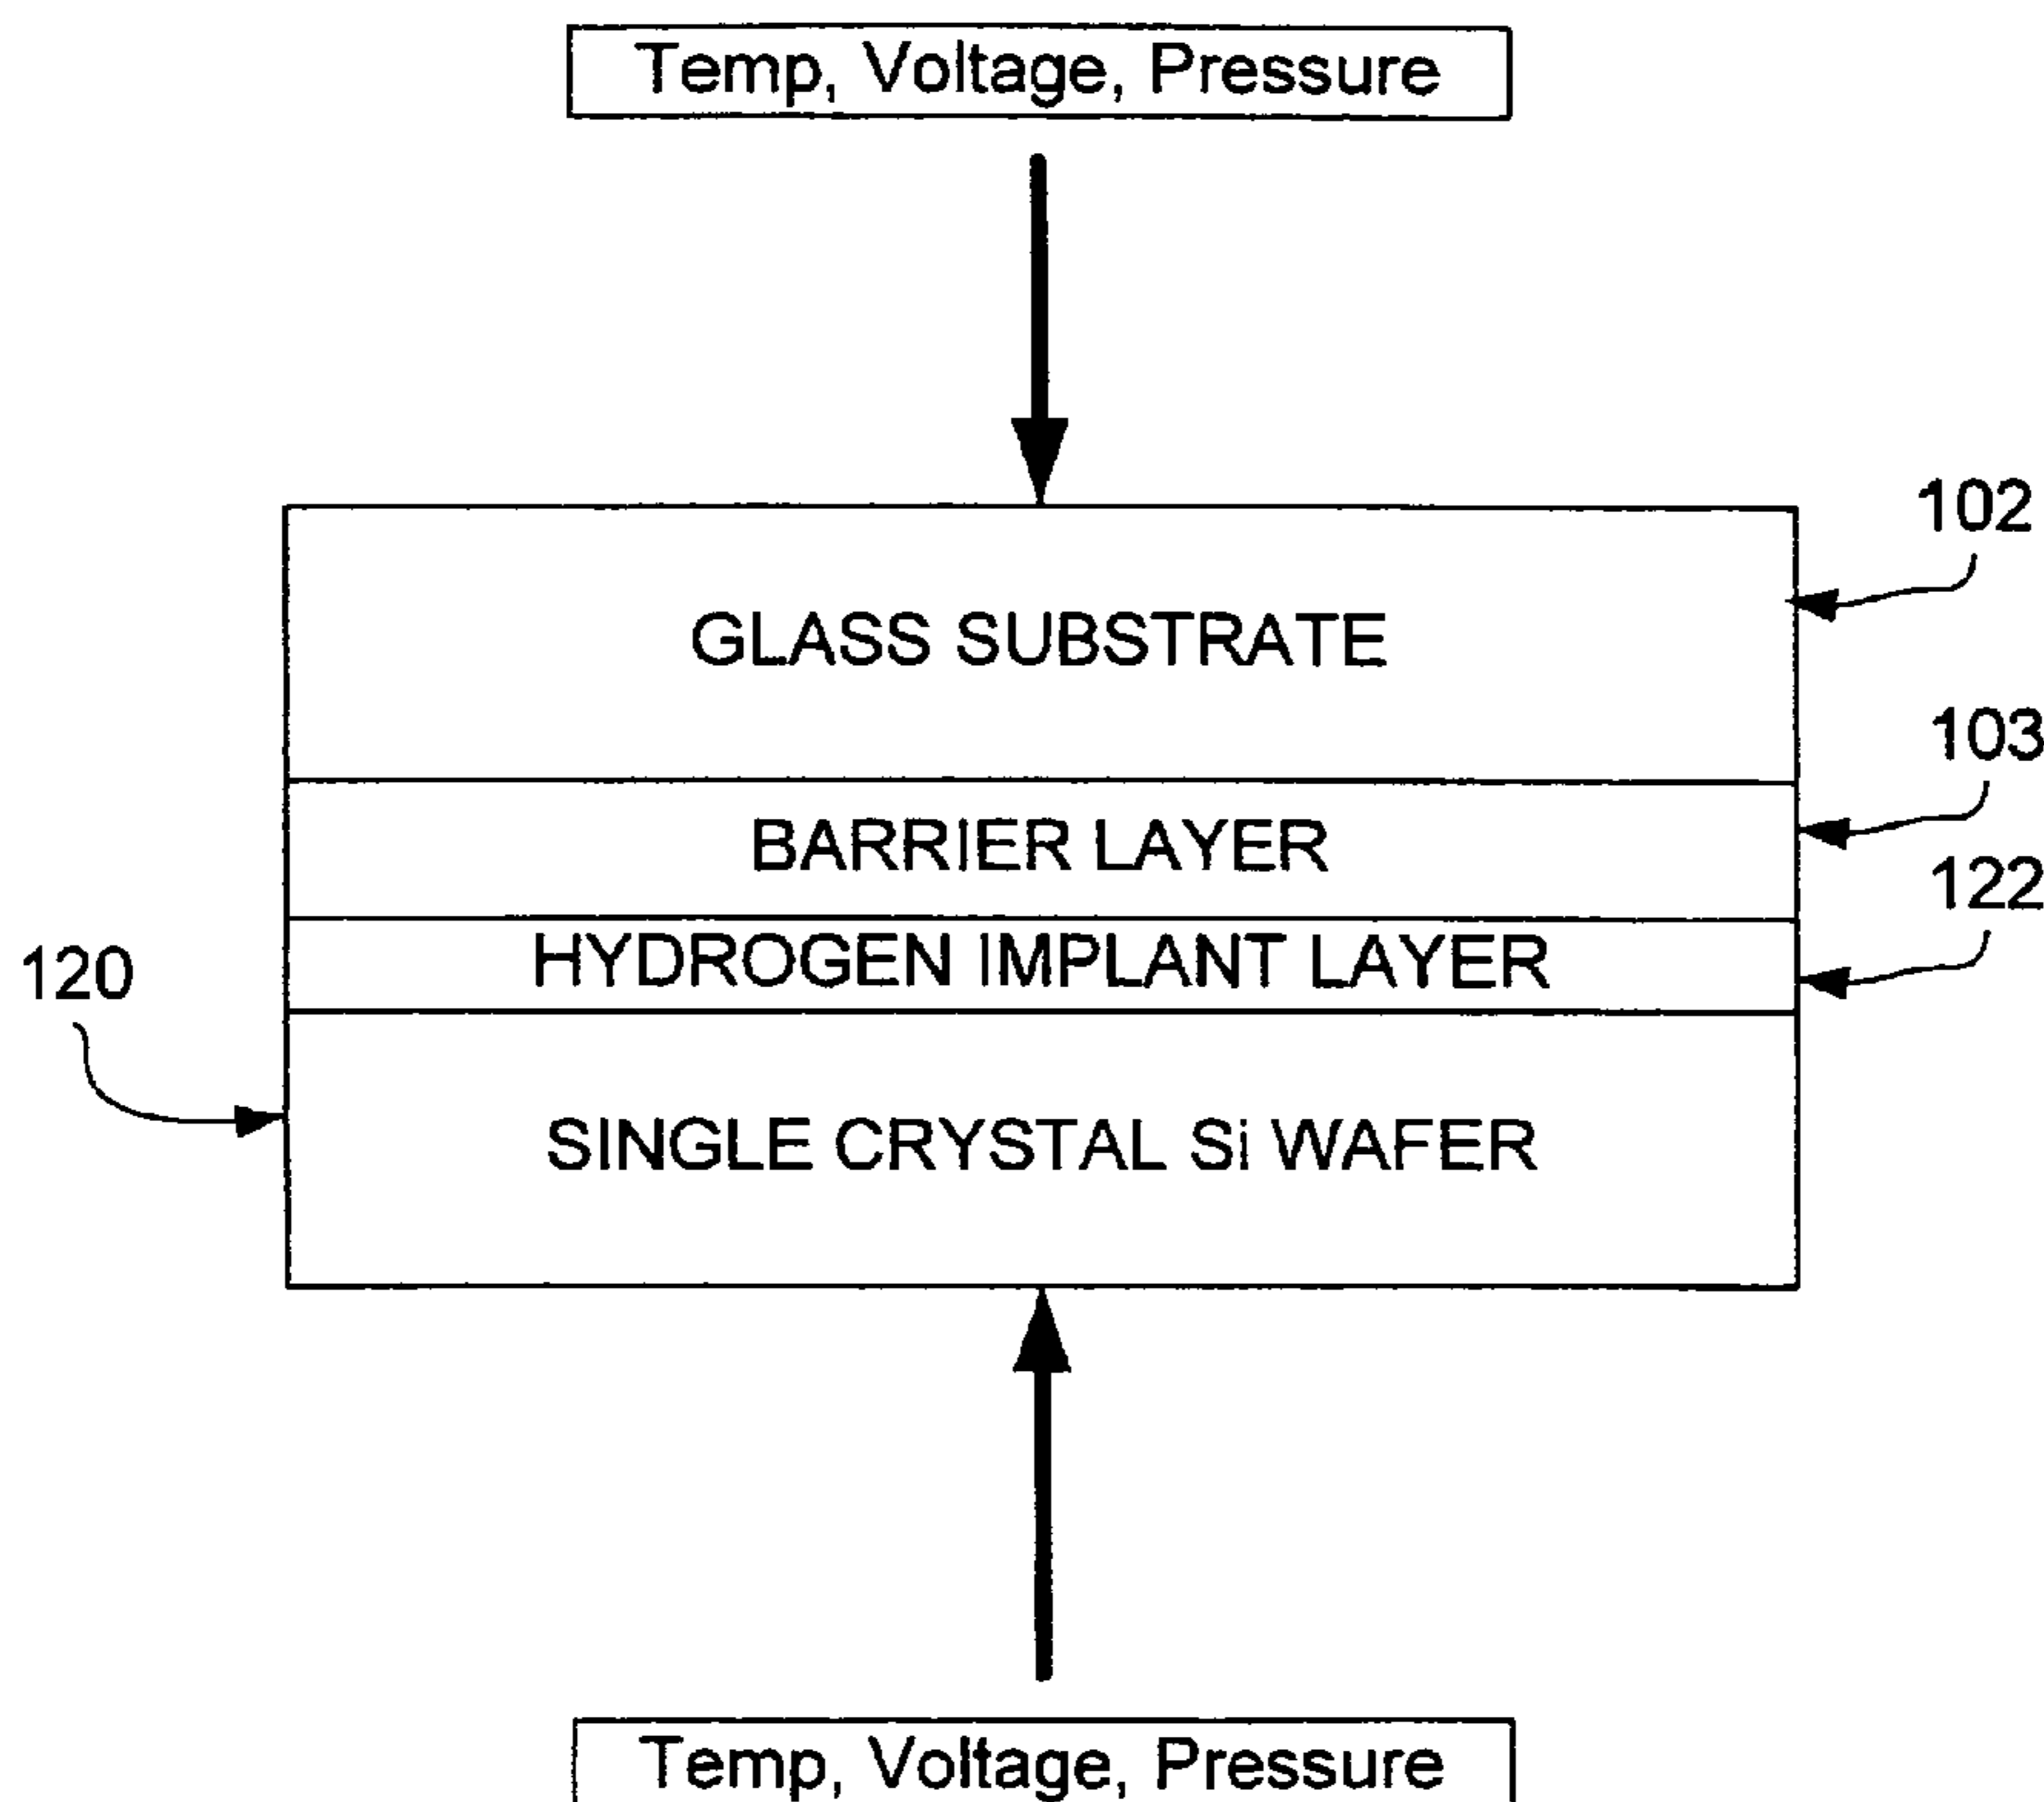 Temp, Voltage, Pressure
102
GLASS SUBSTRATE
103
BARRIER LAYER
122
HYDROGEN IMPLANT LAYER
120
SINGLE CRYSTAL Si WAFER
Temp, Voltage, Pressure